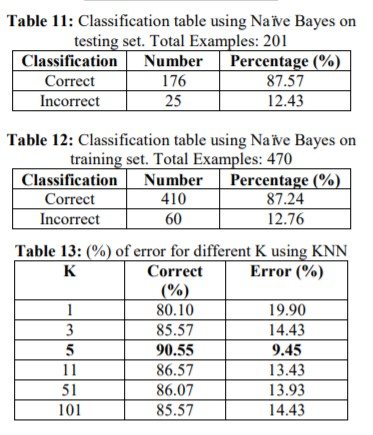 Table 11: Classification table using Naïve Bayes on
testing set. Total Examples: 201
Classification Number Percentage (%)
Correct 176 87.57
Incorrect 25 12.43
Table 12: Classification table using Naïve Bayes on
training set. Total Examples: 470
Classification Number Percentage (%)
Correct 410 87.24
Incorrect 60 12.76
Table 13: (%) of error for different K using KNN
K Correct Error (%)
(%)
1 80.10 19.90
3 85.57 14.43
5 90.55 9.45
11 86.57 13.43
51 86.07 13.93
101 85.57 14.43